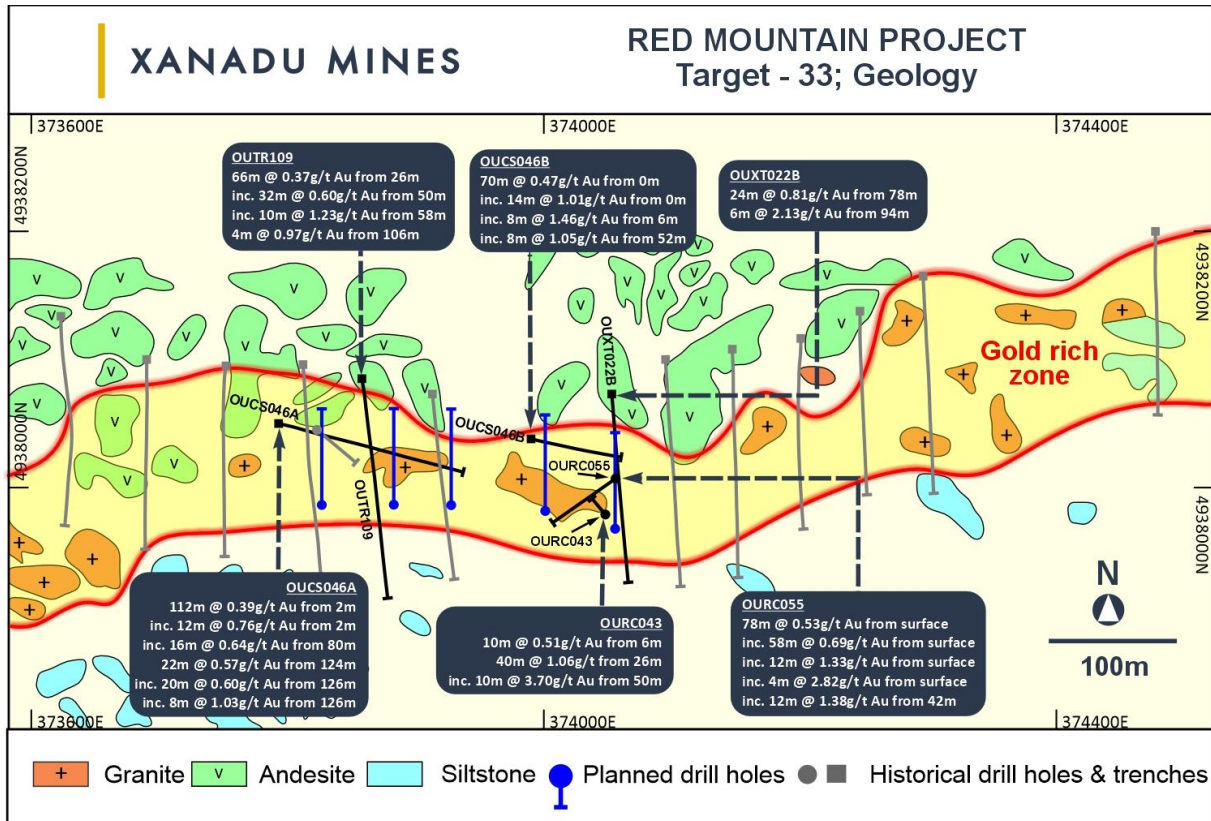 XANADU MINES
RED MOUNTAIN PROJECT
Target - 33; Geology
373600E
374000E
374400E
4938200N
4938200N
OUTR109
66m @ 0.37g/t Au from 26m
inc. 32m @ 0.60g/t Au from 50m
inc. 10m @ 1.23g/t Au from 58m
4m @ 0.97g/t Au from 106m
OUCS046B
70m @ 0.47g/t Au from 0m
inc. 14m @ 1.01g/t Au from 0m
inc. 8m @ 1.46g/t Au from 6m
inc. 8m @ 1.05g/t Au from 52m
OUXT022B
24m @ 0.81g/t Au from 78m
6m @ 2.13g/t Au from 94m
OUXT022B
Gold rich
zone
OUCS046A
OUCS046B
OURC055
OUTR109
OURC043
4938000N
4938000N
OUCS046A
112m @ 0.39g/t Au from 2m
inc. 12m @ 0.76g/t Au from 2m
inc. 16m @ 0.64g/t Au from 80m
22m @ 0.57g/t Au from 124m
inc. 20m @ 0.60g/t Au from 126m
inc. 8m @ 1.03g/t Au from 126m
OURC043
10m @ 0.51g/t Au from 6m
40m @ 1.06g/t Au from 26m
inc. 10m @ 3.70g/t Au from 50m
OURC055
78m @ 0.53g/t Au from surface
inc. 58m @ 0.69g/t Au from surface
inc. 12m @ 1.33g/t Au from surface
inc. 4m @ 2.82g/t Au from surface
inc. 12m @ 1.38g/t Au from 42m
N
100m
373600E
374000E
374400E
+ Granite v Andesite Siltstone Planned drill holes Historical drill holes & trenches